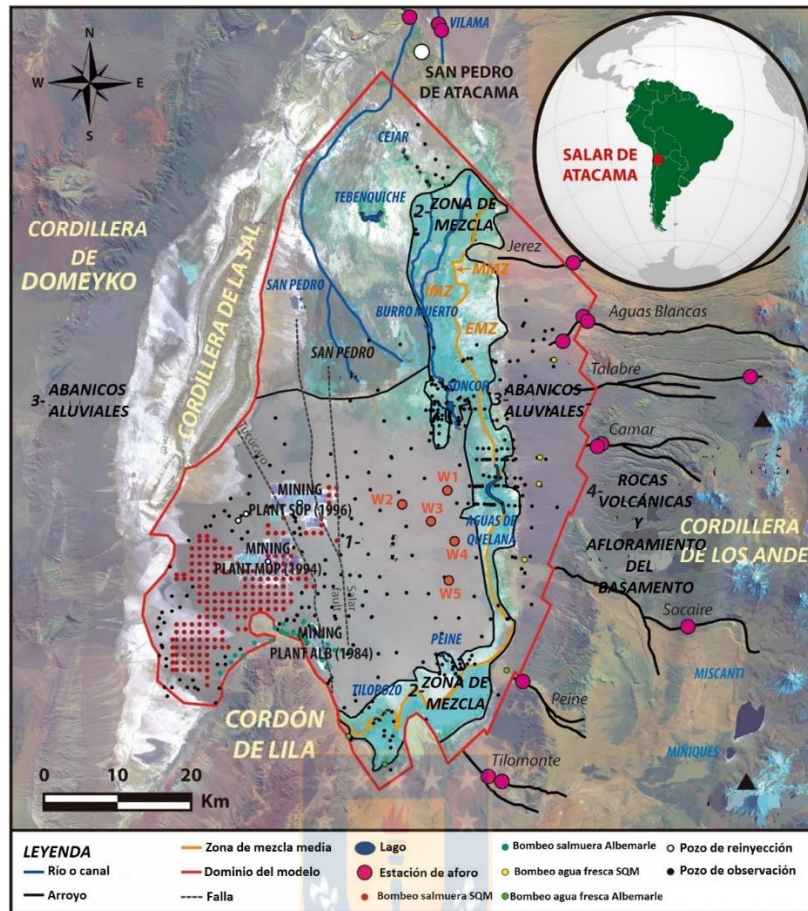 VILAMA
N
W
E
S
SAN PEDRO
DE ATACAMA
SALAR DE
ATACAMA
CEJAR
TEBENQUICHE
2- ZONA DE
MEZCLA
CORDILLERA
DE
DOMEYKO
CORDILLERA DE LA SAL
Jerez
MMZ
IMZ
SAN PEDRO
BURRO MUERTO
EMZ
Aguas Blancas
SAN PEDRO
Talabre
SONCOR
3- ABANICOS
ALUVIALES
3- ABANICOS
ALUVIALES
Camar
Tucúcaro
4- ROCAS
VOLCÁNICAS
Y
AFLORAMIENTO
DEL
BASAMENTO
CORDILLERA
DE LOS ANDE
MINING
PLANT SOP (1996)
W1
W2
W3
AGUAS DE
QUELANA
1-
W4
MINING
PLANT MOP (1994)
W5
Salar
fault
Socaire
MINING
PLANT ALB (1984)
PEINE
TILOPOZO
2- ZONA DE
MEZCLA
MISCANTI
Peine
CORDÓN
DE LILA
MIÑIQUES
Tilomonte
0 10 20
Km
LEYENDA
Río o canal
Arroyo
Zona de mezcla media
Dominio del modelo
Falla
Lago
Estación de aforo
Bombeo salmuera SQM
Bombeo salmuera Albemarle
Bombeo agua fresca SQM
Bombeo agua fresca Albemarle
Pozo de reinyección
Pozo de observación